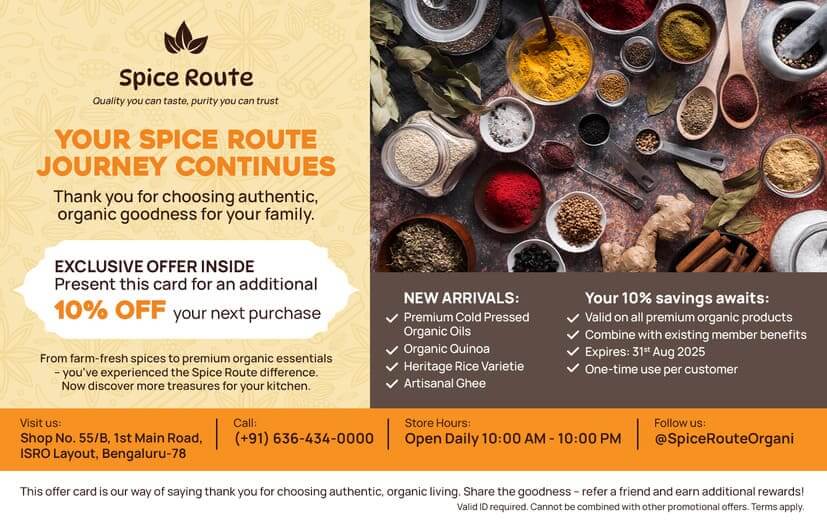 Spice Route
Quality you can taste, purity you can trust
YOUR SPICE ROUTE
JOURNEY CONTINUES
Thank you for choosing authentic,
organic goodness for your family.
EXCLUSIVE OFFER INSIDE
Present this card for an additional
10% OFF your next purchase
From farm-fresh spices to premium organic essentials
– you've experienced the Spice Route difference.
Now discover more treasures for your kitchen.
NEW ARRIVALS:
Premium Cold Pressed
Organic Oils
Organic Quinoa
Heritage Rice Varietie
Artisanal Ghee
Your 10% savings awaits:
Valid on all premium organic products
Combine with existing member benefits
Expires: 31st Aug 2025
One-time use per customer
Visit us:
Shop No. 55/B, 1st Main Road,
ISRO Layout, Bengaluru-78
Call:
(+91) 636-434-0000
Store Hours:
Open Daily 10:00 AM - 10:00 PM
Follow us:
@SpiceRouteOrgani
This offer card is our way of saying thank you for choosing authentic, organic living. Share the goodness – refer a friend and earn additional rewards!
Valid ID required. Cannot be combined with other promotional offers. Terms apply.